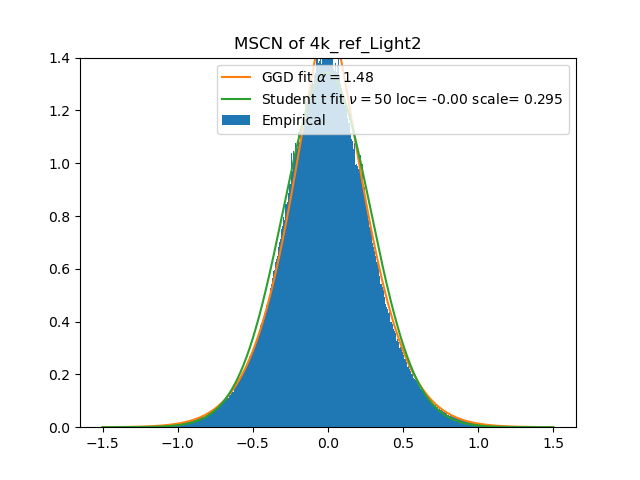 MSCN of 4k_ref_Light2
GGD fit α = 1.48
Student t fit ν = 50 loc= -0.00 scale= 0.295
Empirical
1.4
1.2
1.0
0.8
0.6
0.4
0.2
0.0
−1.5 −1.0 −0.5 0.0 0.5 1.0 1.5